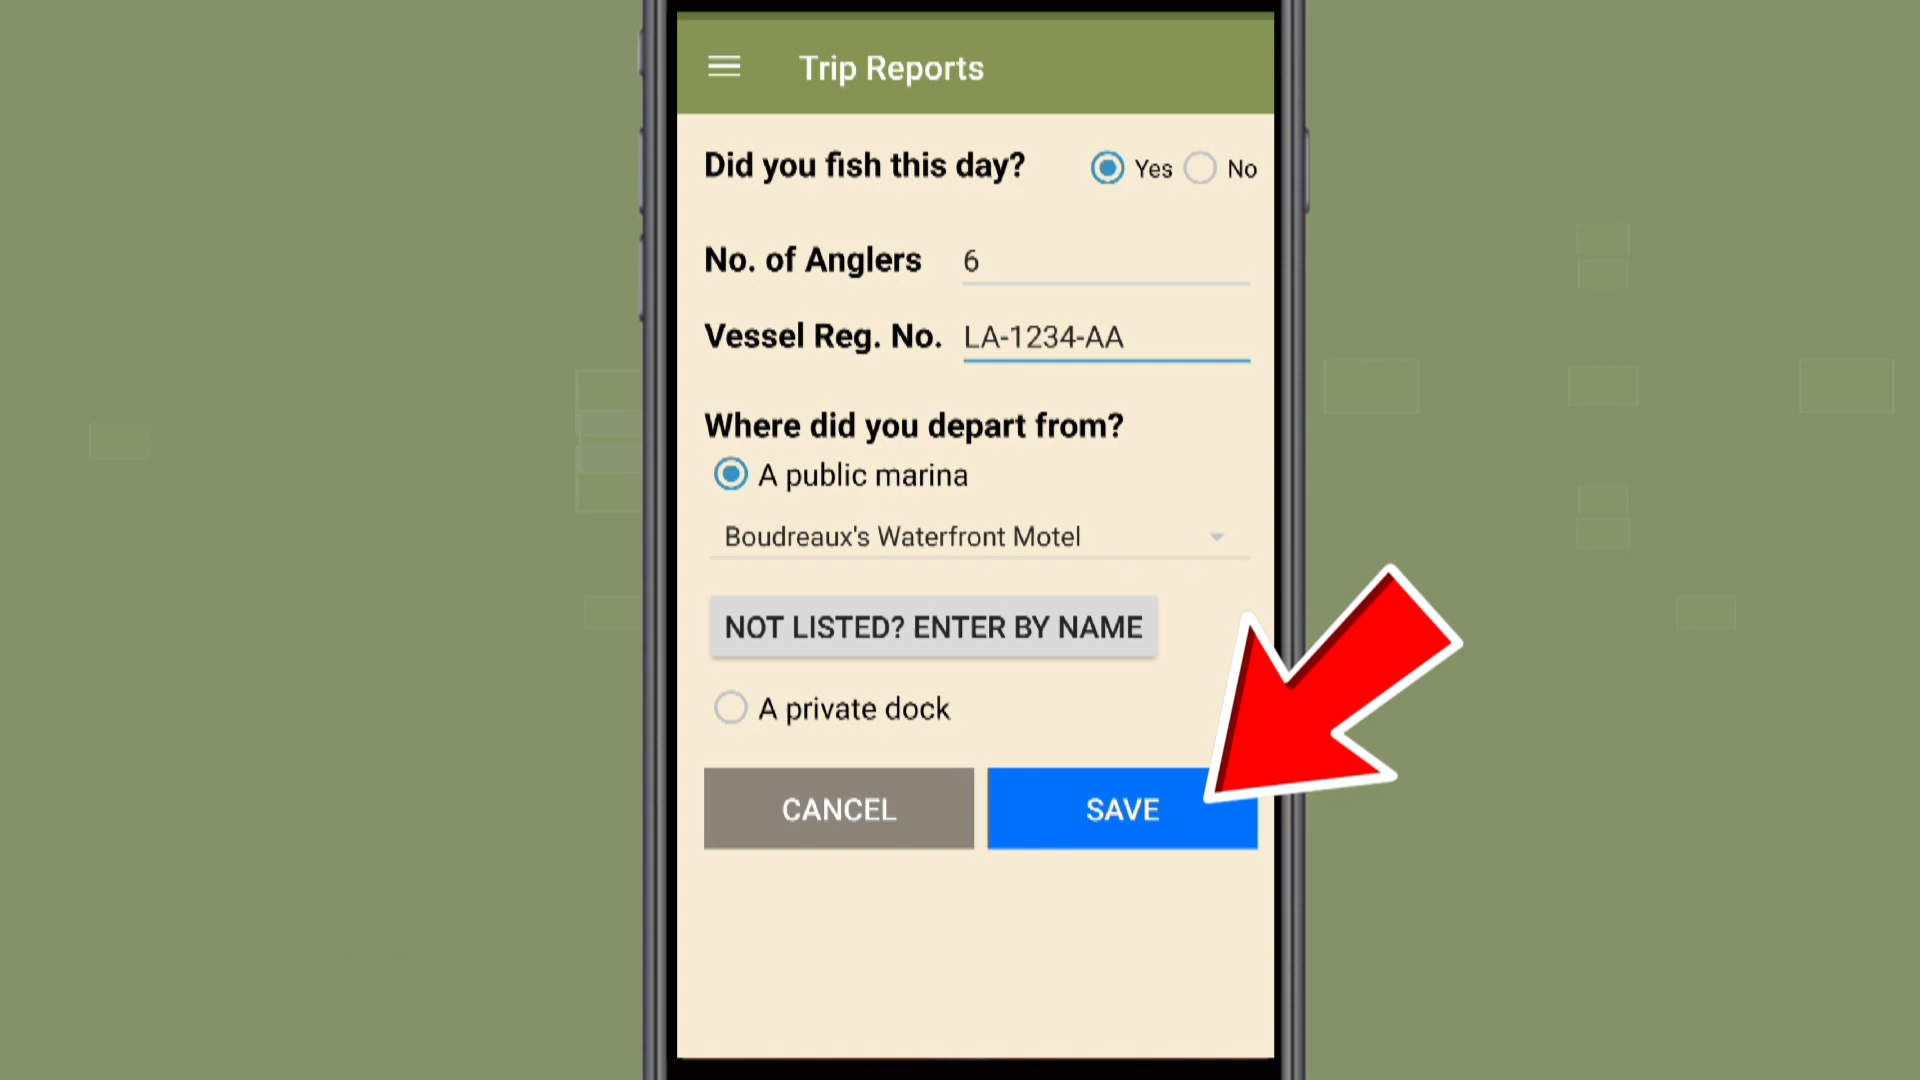 Trip Reports
Did you fish this day? Yes No
No. of Anglers 6
Vessel Reg. No. LA-1234-AA
Where did you depart from?
A public marina
Boudreaux's Waterfront Motel
NOT LISTED? ENTER BY NAME
A private dock
CANCEL SAVE